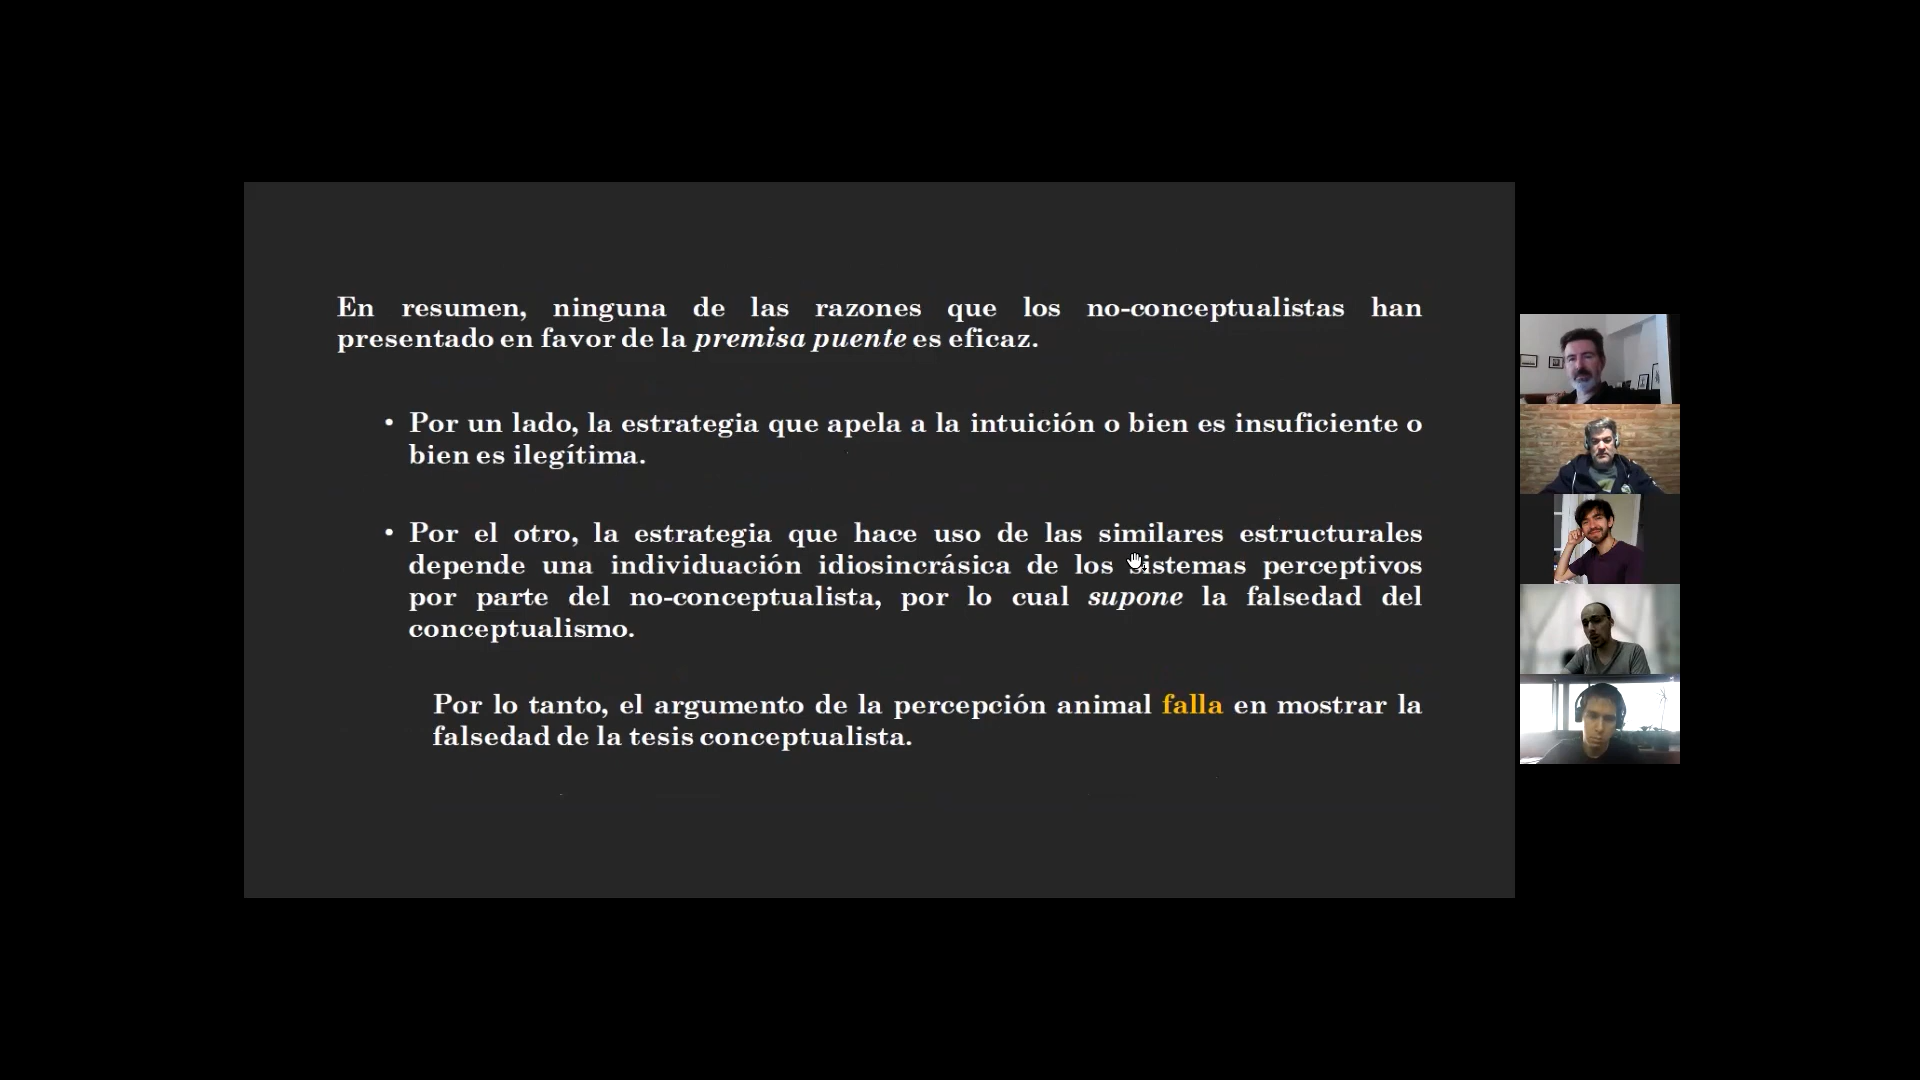 En resumen, ninguna de las razones que los no-conceptualistas han
presentado en favor de la premisa puente es eficaz.
• Por un lado, la estrategia que apela a la intuición o bien es insuficiente o
bien es ilegítima.
• Por el otro, la estrategia que hace uso de las similares estructurales
depende una individuación idiosincrásica de los sistemas perceptivos
por parte del no-conceptualista, por lo cual supone la falsedad del
conceptualismo.
Por lo tanto, el argumento de la percepción animal falla en mostrar la
falsedad de la tesis conceptualista.